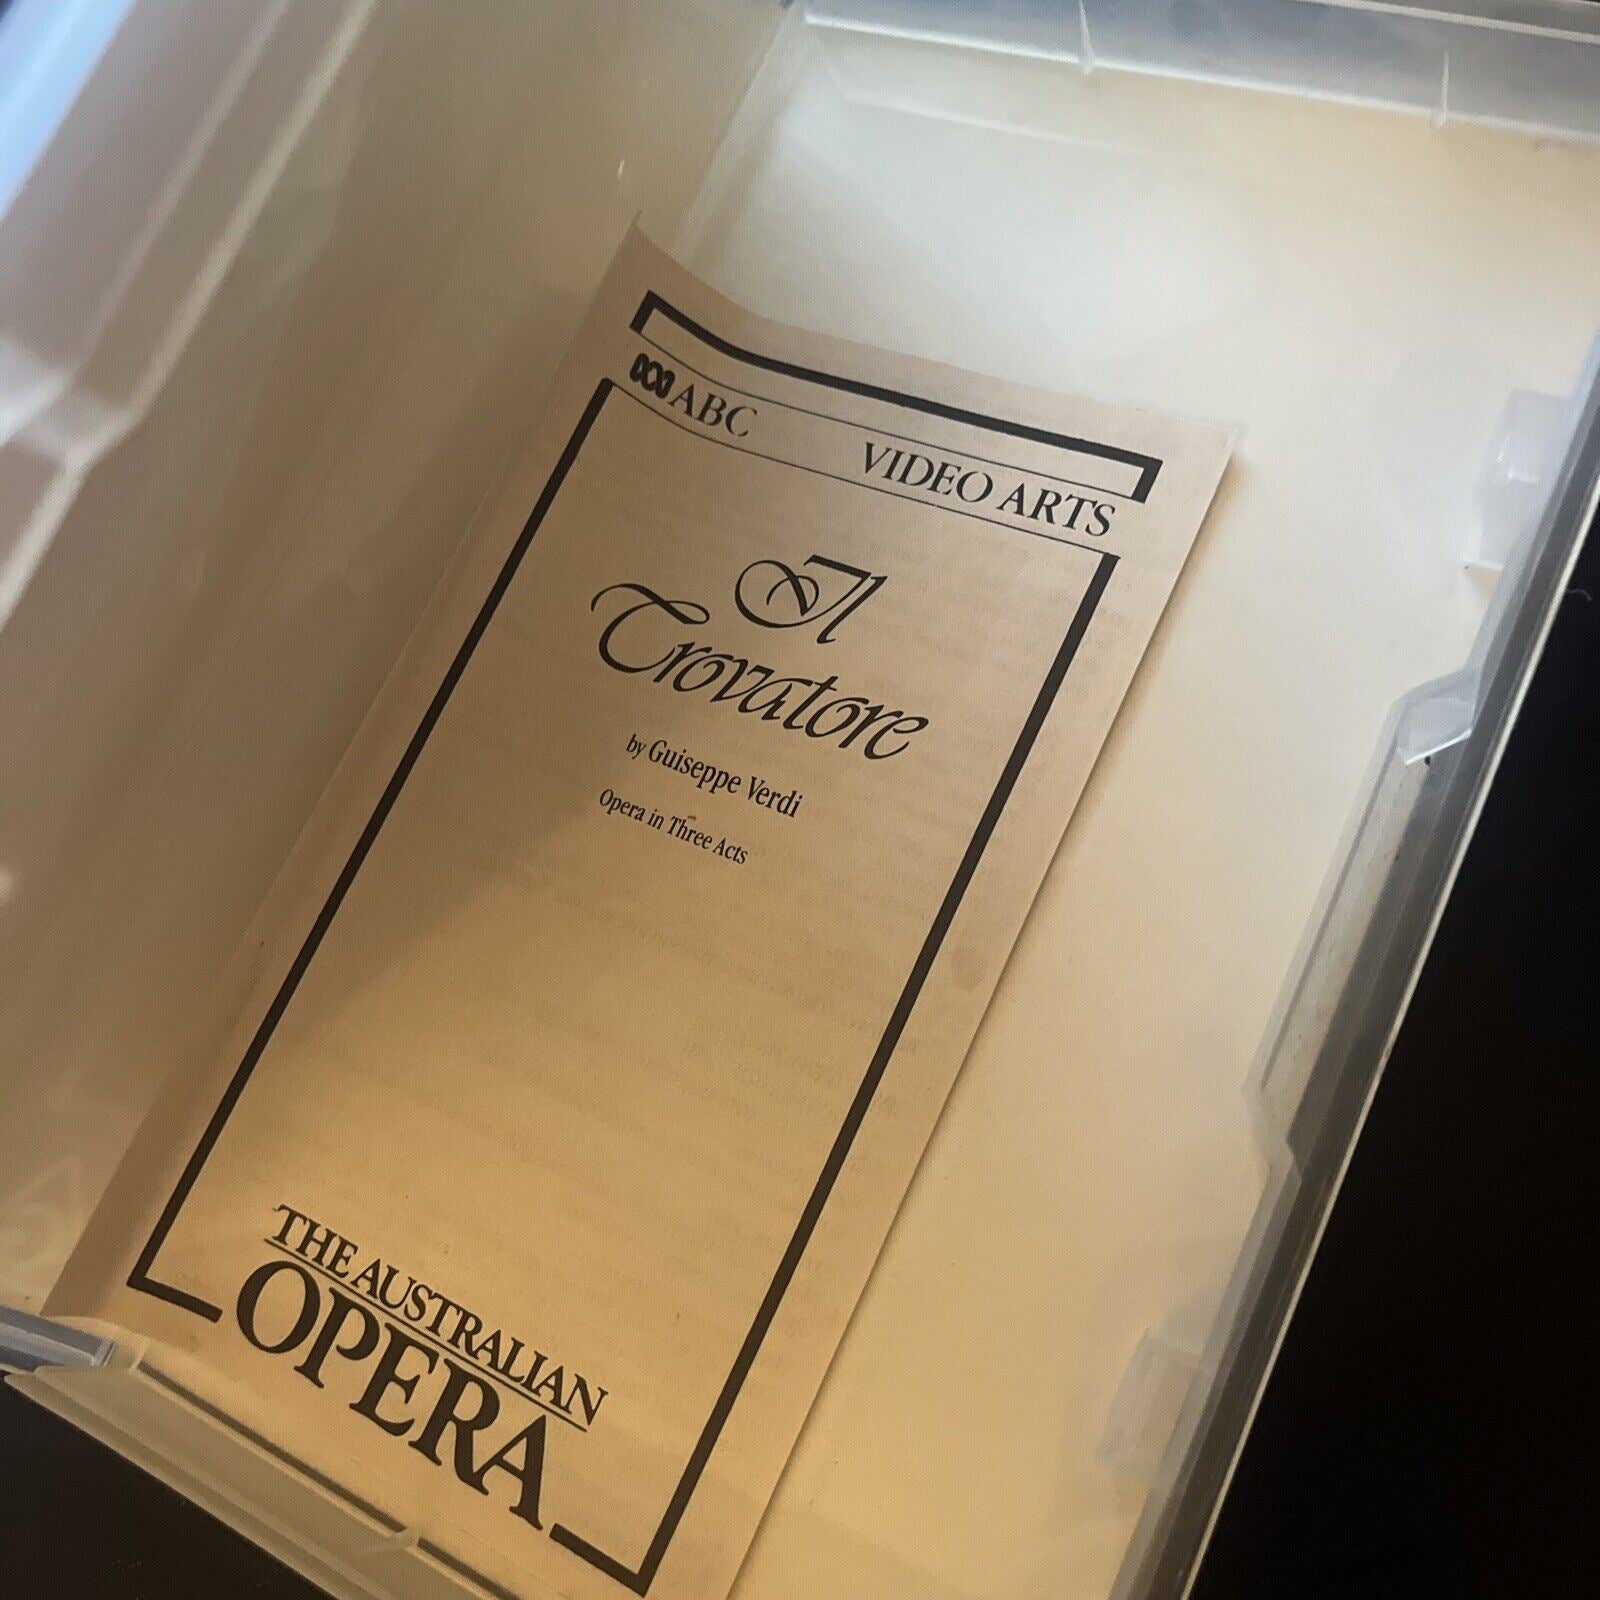 ABC VIDEO ARTS
Il
Trovatore
by Guiseppe Verdi
Opera in Three Acts
THE AUSTRALIAN
OPERA